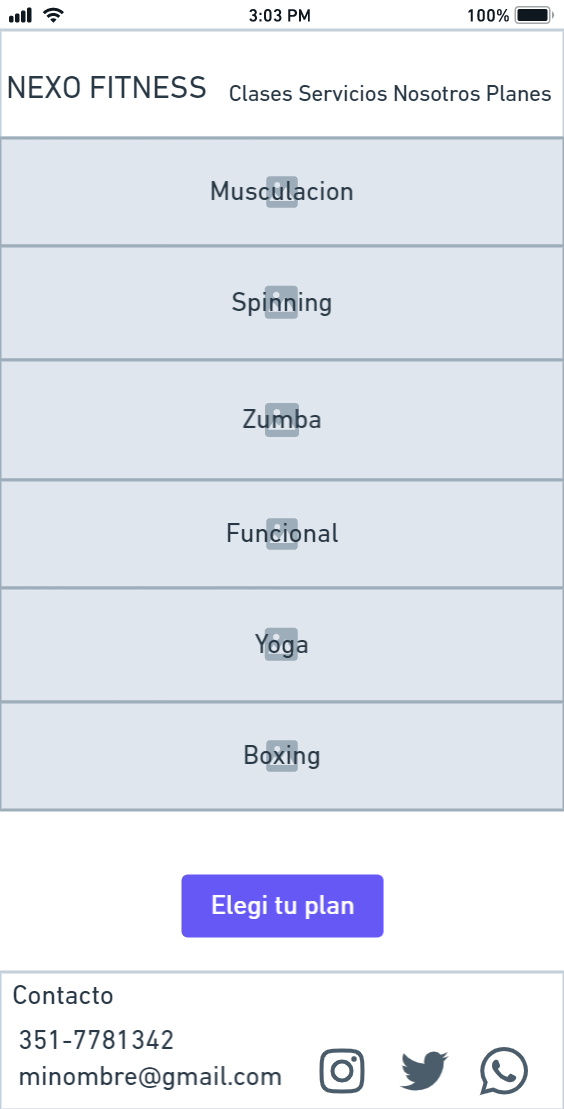 3:03 PM 100%
NEXO FITNESS Clases Servicios Nosotros Planes
Musculacion
Spinning
Zumba
Funcional
Yoga
Boxing
Elegi tu plan
Contacto
351-7781342
minombre@gmail.com